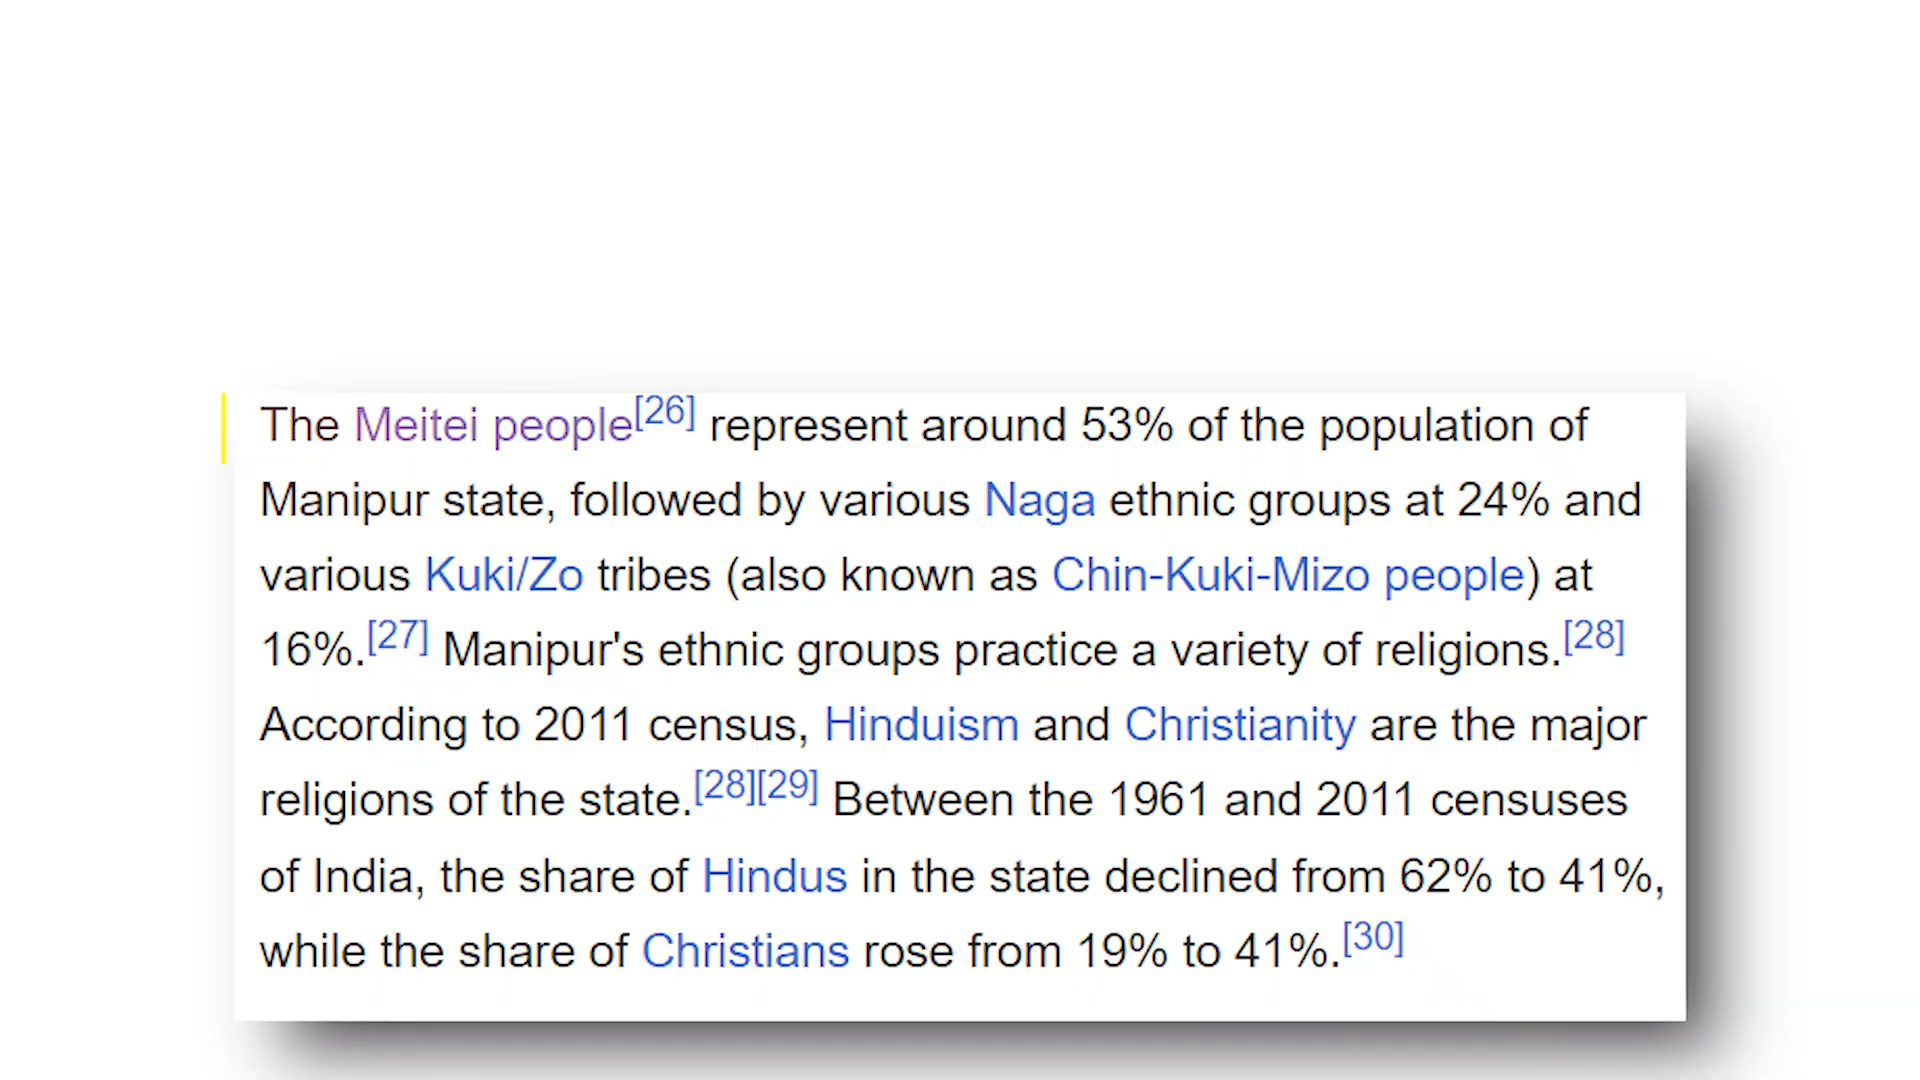 The Meitei people[26] represent around 53% of the population of
Manipur state, followed by various Naga ethnic groups at 24% and
various Kuki/Zo tribes (also known as Chin-Kuki-Mizo people) at
16%.[27] Manipur's ethnic groups practice a variety of religions.[28]
According to 2011 census, Hinduism and Christianity are the major
religions of the state.[28][29] Between the 1961 and 2011 censuses
of India, the share of Hindus in the state declined from 62% to 41%,
while the share of Christians rose from 19% to 41%.[30]